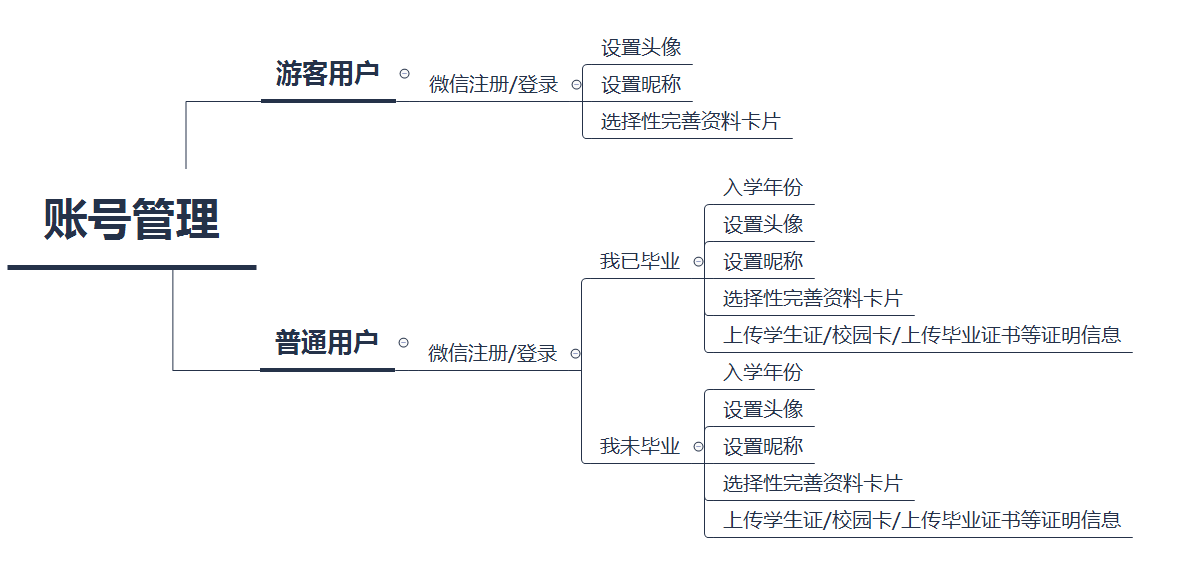 账号管理
游客用户
微信注册/登录
设置头像
设置昵称
选择性完善资料卡片
普通用户
微信注册/登录
我已毕业
入学年份
设置头像
设置昵称
选择性完善资料卡片
上传学生证/校园卡/上传毕业证书等证明信息
我未毕业
入学年份
设置头像
设置昵称
选择性完善资料卡片
上传学生证/校园卡/上传毕业证书等证明信息